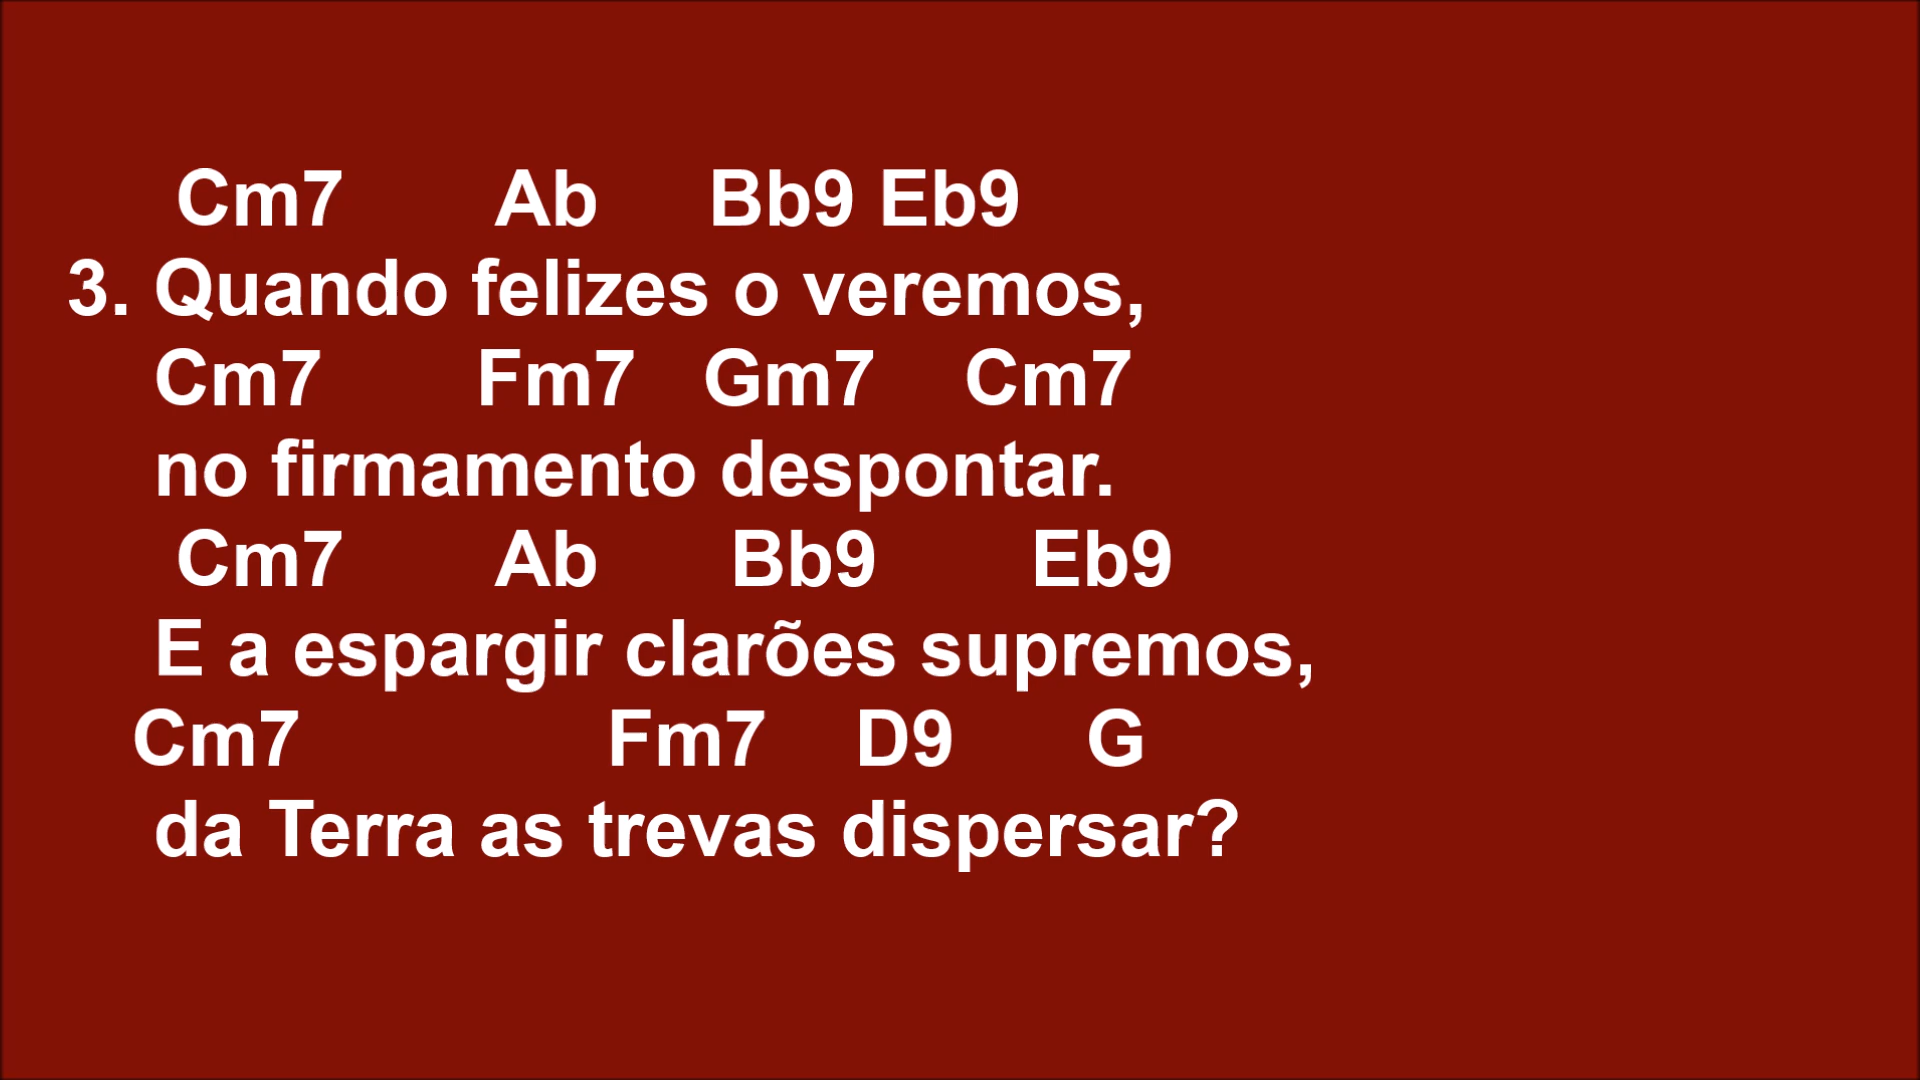 Cm7 Ab Bb9 Eb9
3. Quando felizes o veremos,
Cm7 Fm7 Gm7 Cm7
no firmamento despontar.
Cm7 Ab Bb9 Eb9
E a espargir clarões supremos,
Cm7 Fm7 D9 G
da Terra as trevas dispersar?